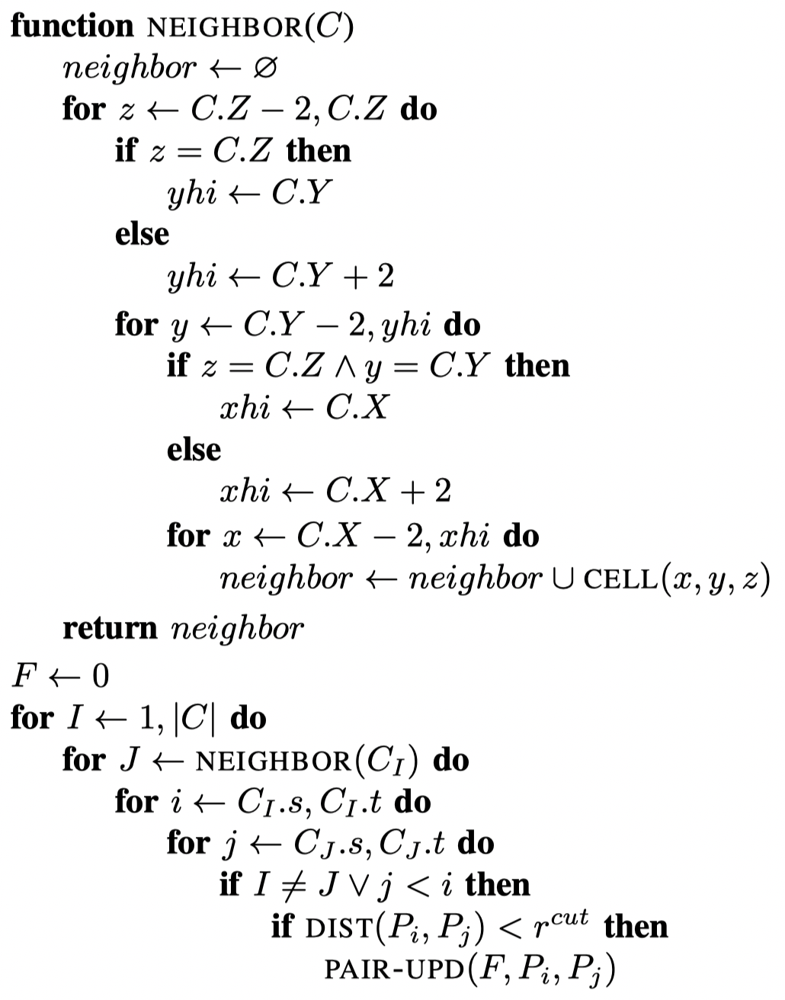 function NEIGHBOR(C)
neighbor ← ∅
for z ← C.Z − 2, C.Z do
if z = C.Z then
yhi ← C.Y
else
yhi ← C.Y + 2
for y ← C.Y − 2, yhi do
if z = C.Z ∧ y = C.Y then
xhi ← C.X
else
xhi ← C.X + 2
for x ← C.X − 2, xhi do
neighbor ← neighbor ∪ CELL(x, y, z)
return neighbor
F ← 0
for I ← 1, |C| do
for J ← NEIGHBOR(C_I) do
for i ← C_I.s, C_I.t do
for j ← C_J.s, C_J.t do
if I ≠ J ∨ j < i then
if DIST(P_i, P_j) < r^{cut} then
PAIR-UPD(F, P_i, P_j)